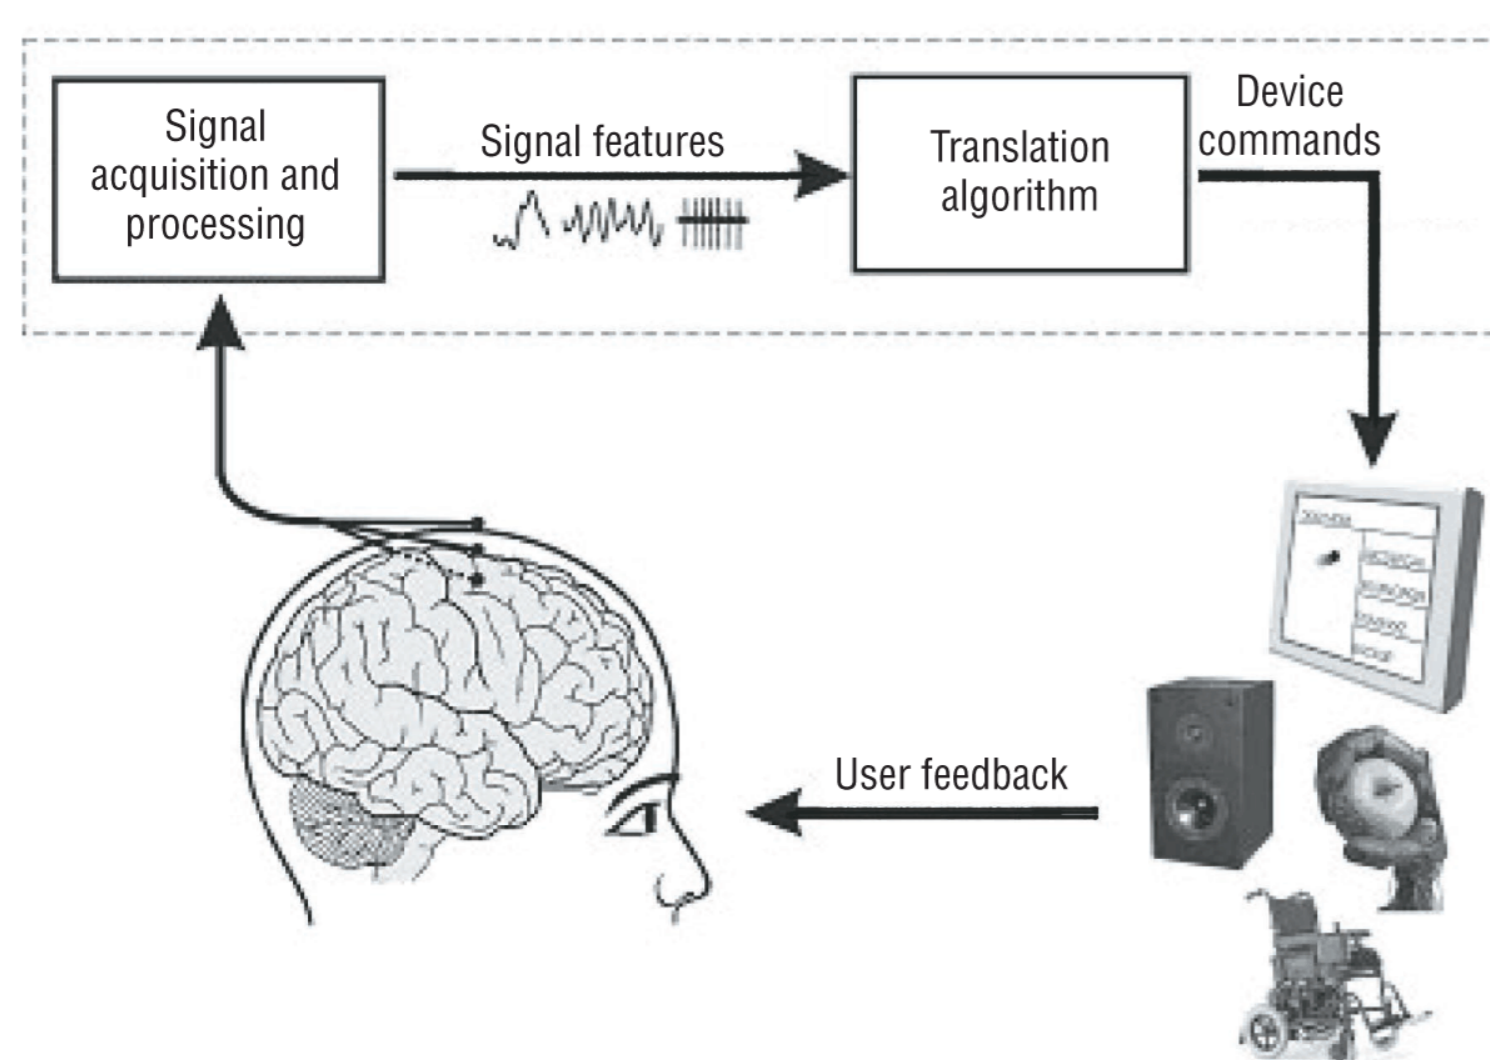 Signal
acquisition and
processing
Signal features
Translation
algorithm
Device
commands
User feedback